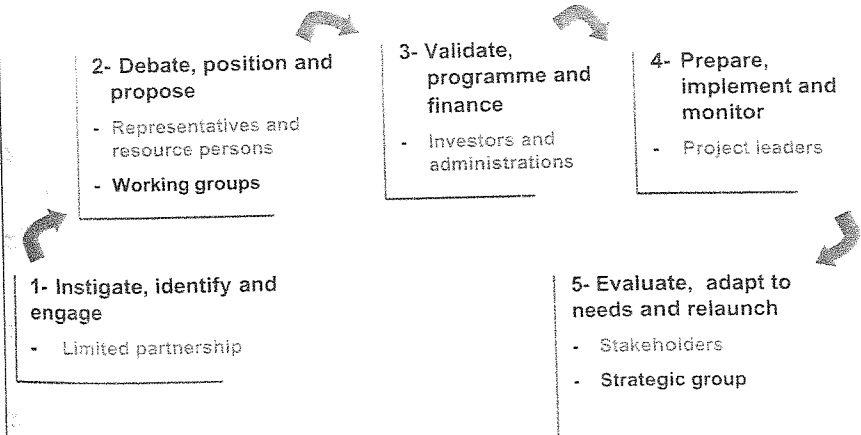 1- Instigate, identify and
engage
- Limited partnership
2- Debate, position and
propose
- Representatives and
resource persons
- Working groups
3- Validate,
programme and
finance
- Investors and
administrations
4- Prepare,
implement and
monitor
- Project leaders
5- Evaluate, adapt to
needs and relaunch
- Stakeholders
- Strategic group